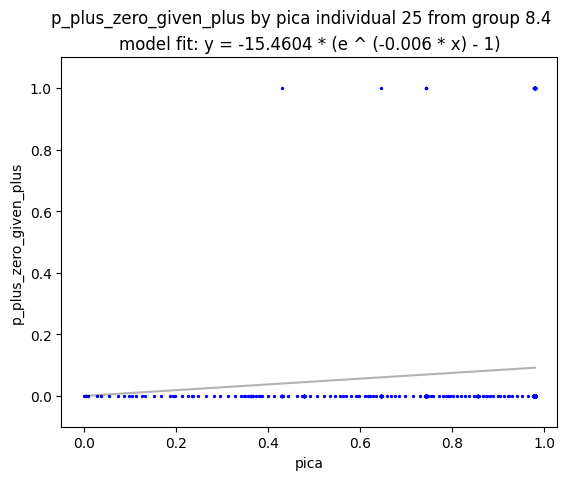 p_plus_zero_given_plus by pica individual 25 from group 8.4
model fit: y = -15.4604 * (e ^ (-0.006 * x) - 1)
1.0
0.8
0.6
0.4
0.2
0.0
p_plus_zero_given_plus
0.0 0.2 0.4 0.6 0.8 1.0
pica